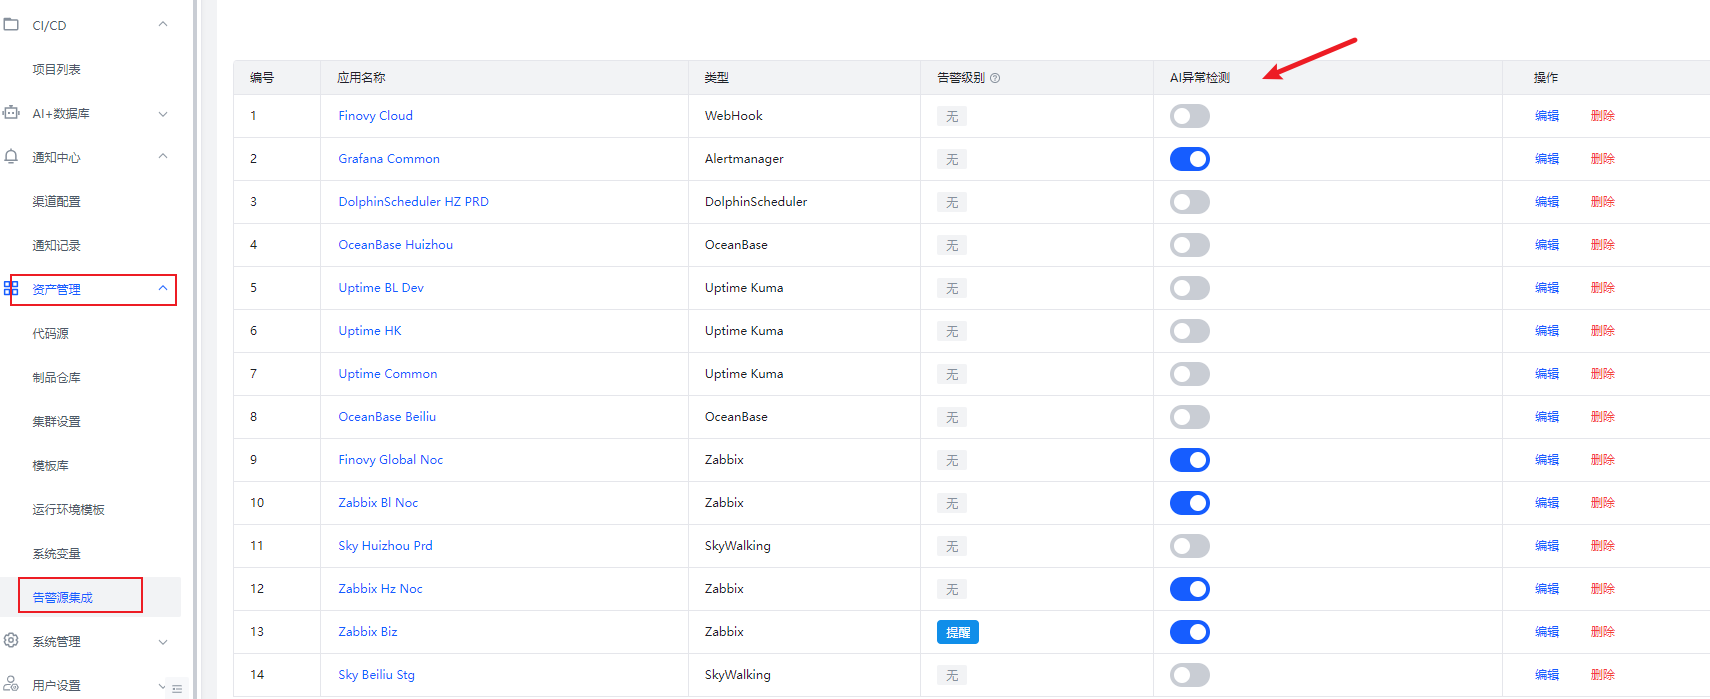 CI/CD
项目列表
AI+数据库
通知中心
渠道配置
通知记录
资产管理
代码源
制品仓库
集群设置
模板库
运行环境模板
系统变量
告警源集成
系统管理
用户设置
编号 应用名称 类型 告警级别 AI异常检测 操作
1 Finovy Cloud WebHook 无 编辑 删除
2 Grafana Common Alertmanager 无 编辑 删除
3 DolphinScheduler HZ PRD DolphinScheduler 无 编辑 删除
4 OceanBase Huizhou OceanBase 无 编辑 删除
5 Uptime BL Dev Uptime Kuma 无 编辑 删除
6 Uptime HK Uptime Kuma 无 编辑 删除
7 Uptime Common Uptime Kuma 无 编辑 删除
8 OceanBase Beiliu OceanBase 无 编辑 删除
9 Finovy Global Noc Zabbix 无 编辑 删除
10 Zabbix Bl Noc Zabbix 无 编辑 删除
11 Sky Huizhou Prd SkyWalking 无 编辑 删除
12 Zabbix Hz Noc Zabbix 无 编辑 删除
13 Zabbix Biz Zabbix 提醒 编辑 删除
14 Sky Beiliu Stg SkyWalking 无 编辑 删除